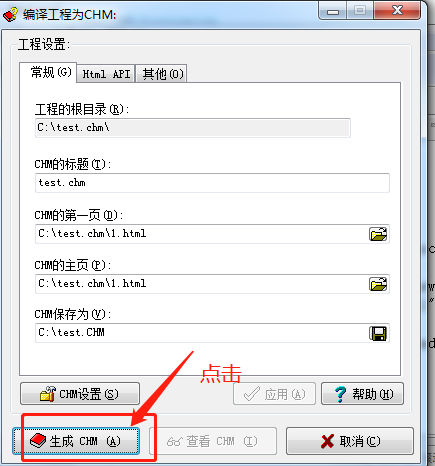 编译工程为CHM:
工程设置:
常规(G) Html API 其他(O)
工程的根目录(R):
C:\test.chm\
CHM的标题(T):
test.chm
CHM的第一页(D):
C:\test.chm\1.html
CHM的主页(P):
C:\test.chm\1.html
CHM保存为(V):
C:\test.CHM
点击
CHM设置(S) 应用(A) 帮助(H)
生成 CHM (A) 查看 CHM (I) 取消(C)